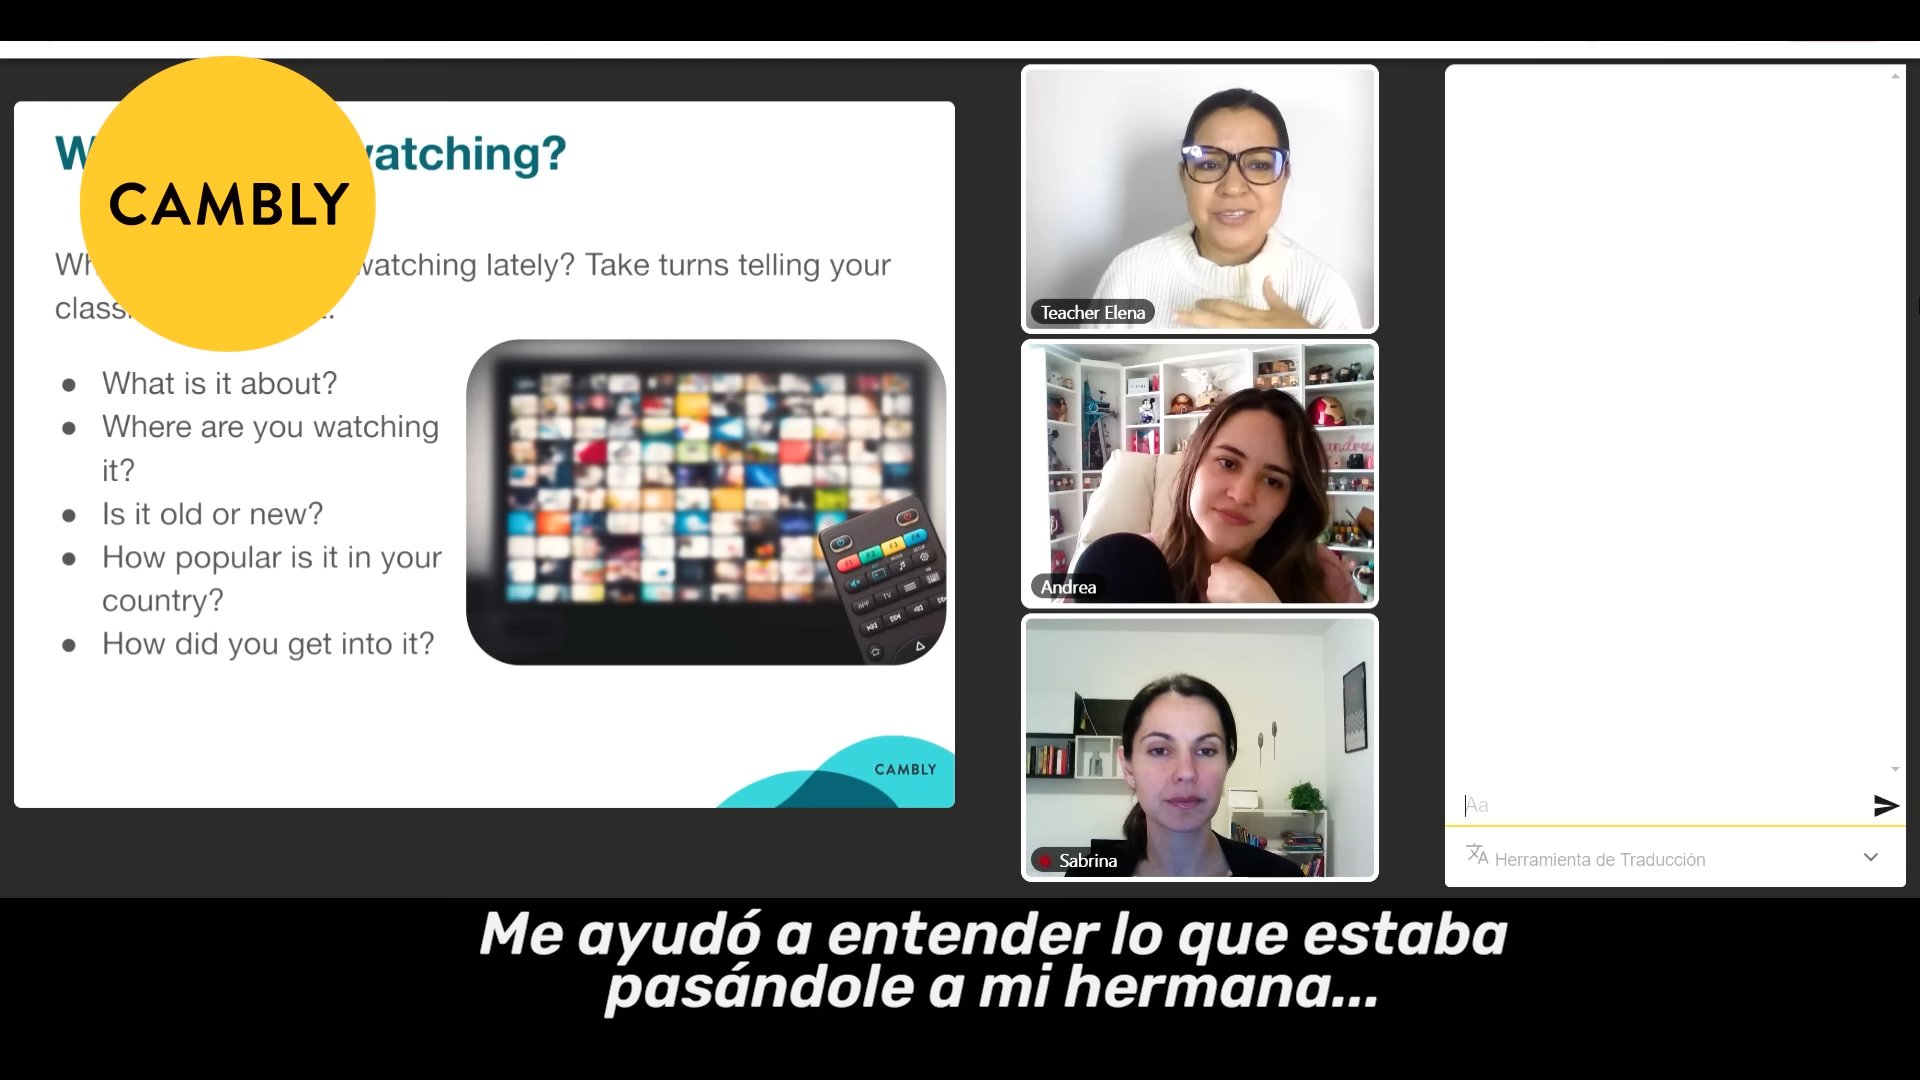 W
watching?
CAMBLY
Wh
watching lately? Take turns telling your
class
● What is it about?
● Where are you watching
it?
● Is it old or new?
● How popular is it in your
country?
● How did you get into it?
CAMBLY
Teacher Elena
Andrea
Sabrina
Aa
Herramienta de Traducción
Me ayudó a entender lo que estaba
pasándole a mi hermana...